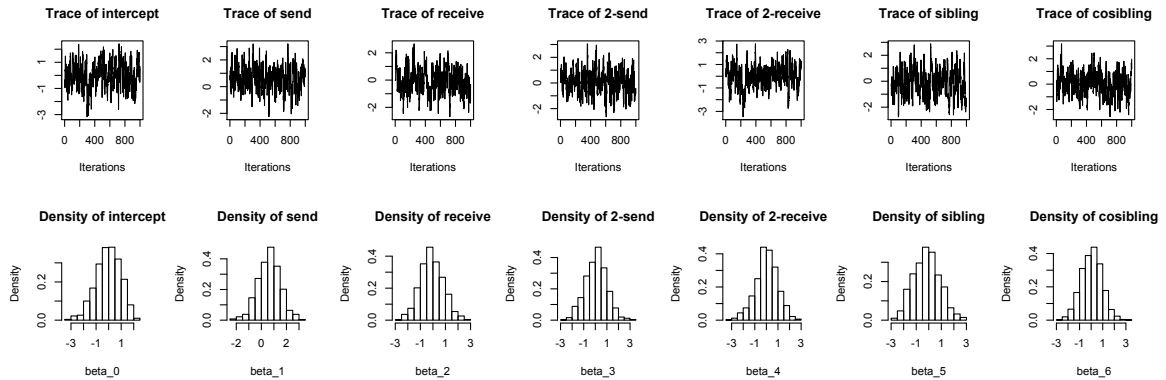 Trace of intercept
Trace of send
Trace of receive
Trace of 2-send
Trace of 2-receive
Trace of sibling
Trace of cosibling
-3 -1 1
-2 0 2
-2 0 2
-2 0 2
-3 -1 1 3
-2 0 2
-2 0 2
0 400 800
0 400 800
0 400 800
0 400 800
0 400 800
0 400 800
0 400 800
Iterations
Iterations
Iterations
Iterations
Iterations
Iterations
Iterations
Density of intercept
Density of send
Density of receive
Density of 2-send
Density of 2-receive
Density of sibling
Density of cosibling
Density
0.0 0.2
Density
0.0 0.2 0.4
Density
0.0 0.2 0.4
Density
0.0 0.2 0.4
Density
0.0 0.2 0.4
Density
0.0 0.2
Density
0.0 0.2 0.4
-3 -1 1
-2 0 2
-3 -1 1 3
-3 -1 1 3
-3 -1 1 3
-3 -1 1 3
-3 -1 1 3
beta_0
beta_1
beta_2
beta_3
beta_4
beta_5
beta_6